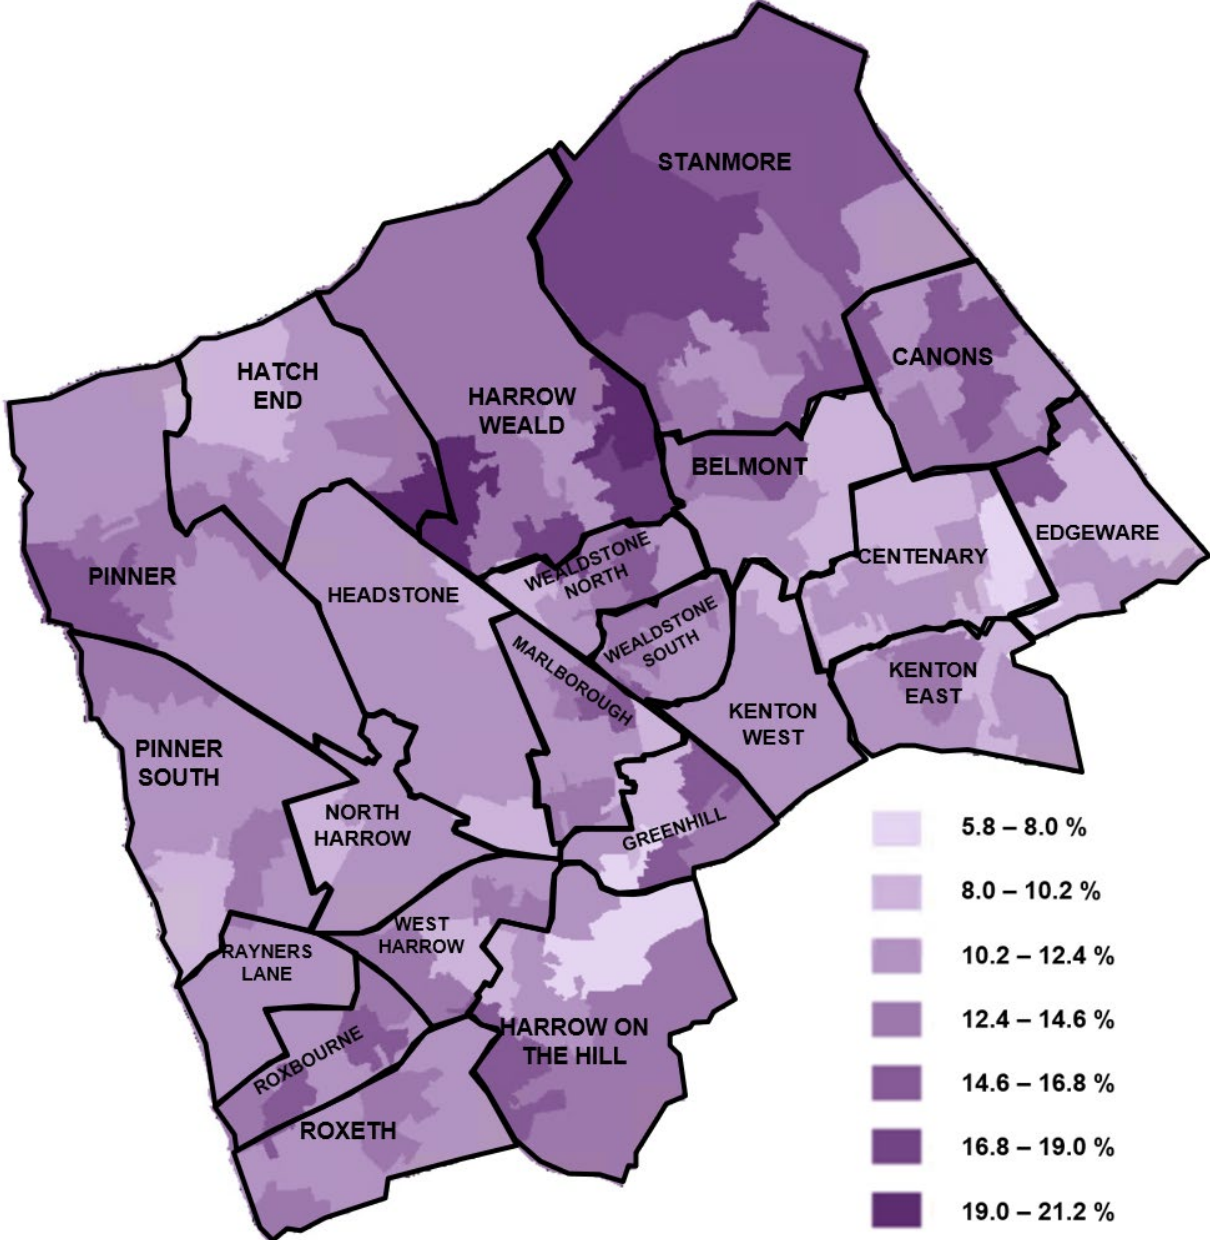 STANMORE
CANONS
HATCH
END
HARROW
WEALD
BELMONT
EDGEWARE
CENTENARY
PINNER
HEADSTONE
WEALDSTONE
NORTH
WEALDSTONE
SOUTH
MARLBOROUGH
KENTON
EAST
KENTON
WEST
PINNER
SOUTH
NORTH
HARROW
GREENHILL
WEST
HARROW
RAYNERS
LANE
HARROW ON
THE HILL
ROXBOURNE
ROXETH
5.8 – 8.0 %
8.0 – 10.2 %
10.2 – 12.4 %
12.4 – 14.6 %
14.6 – 16.8 %
16.8 – 19.0 %
19.0 – 21.2 %